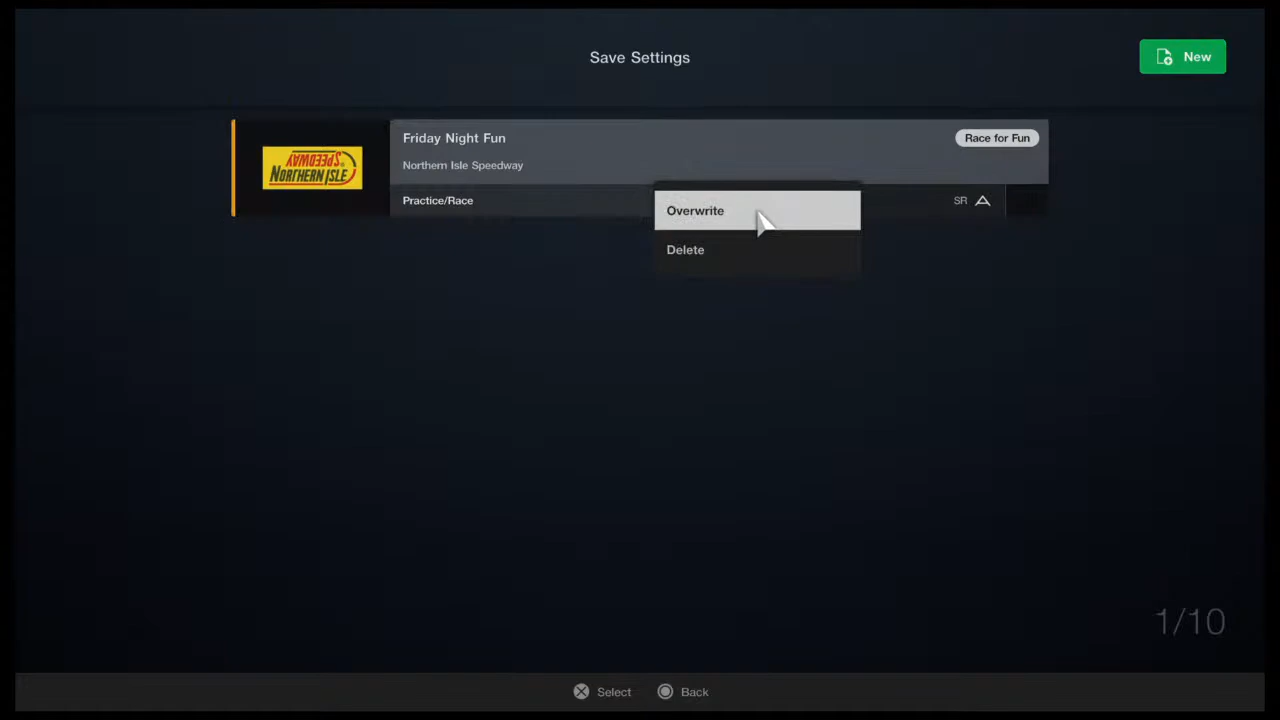 Save Settings
New
Friday Night Fun
Race for Fun
Northern Isle Speedway
SPEEDWAY
NORTHERN ISLE
Practice/Race
SR
Overwrite
Delete
1/10
Select
Back